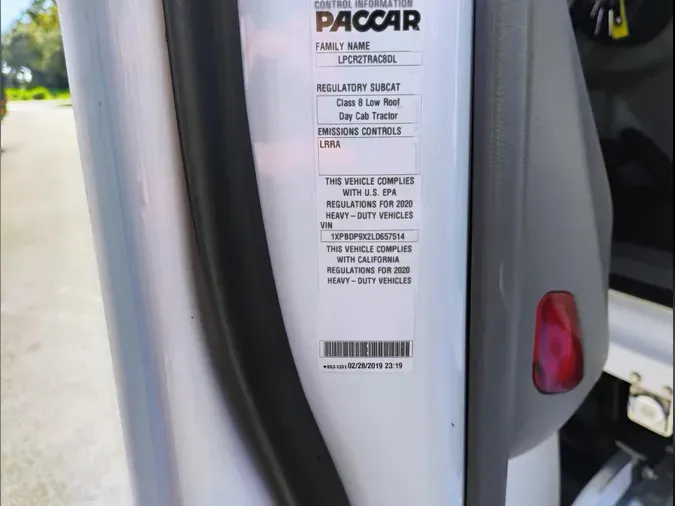 CONTROL INFORMATION
PACCAR
FAMILY NAME
LPCR2TRAC8DL
REGULATORY SUBCAT
Class 8 Low Roof
Day Cab Tractor
EMISSIONS CONTROLS
LRRA
THIS VEHICLE COMPLIES
WITH U.S. EPA
REGULATIONS FOR 2020
HEAVY-DUTY VEHICLES
VIN
1XPBDP9X2LD657514
THIS VEHICLE COMPLIES
WITH CALIFORNIA
REGULATIONS FOR 2020
HEAVY-DUTY VEHICLES
02/28/2019 23:19